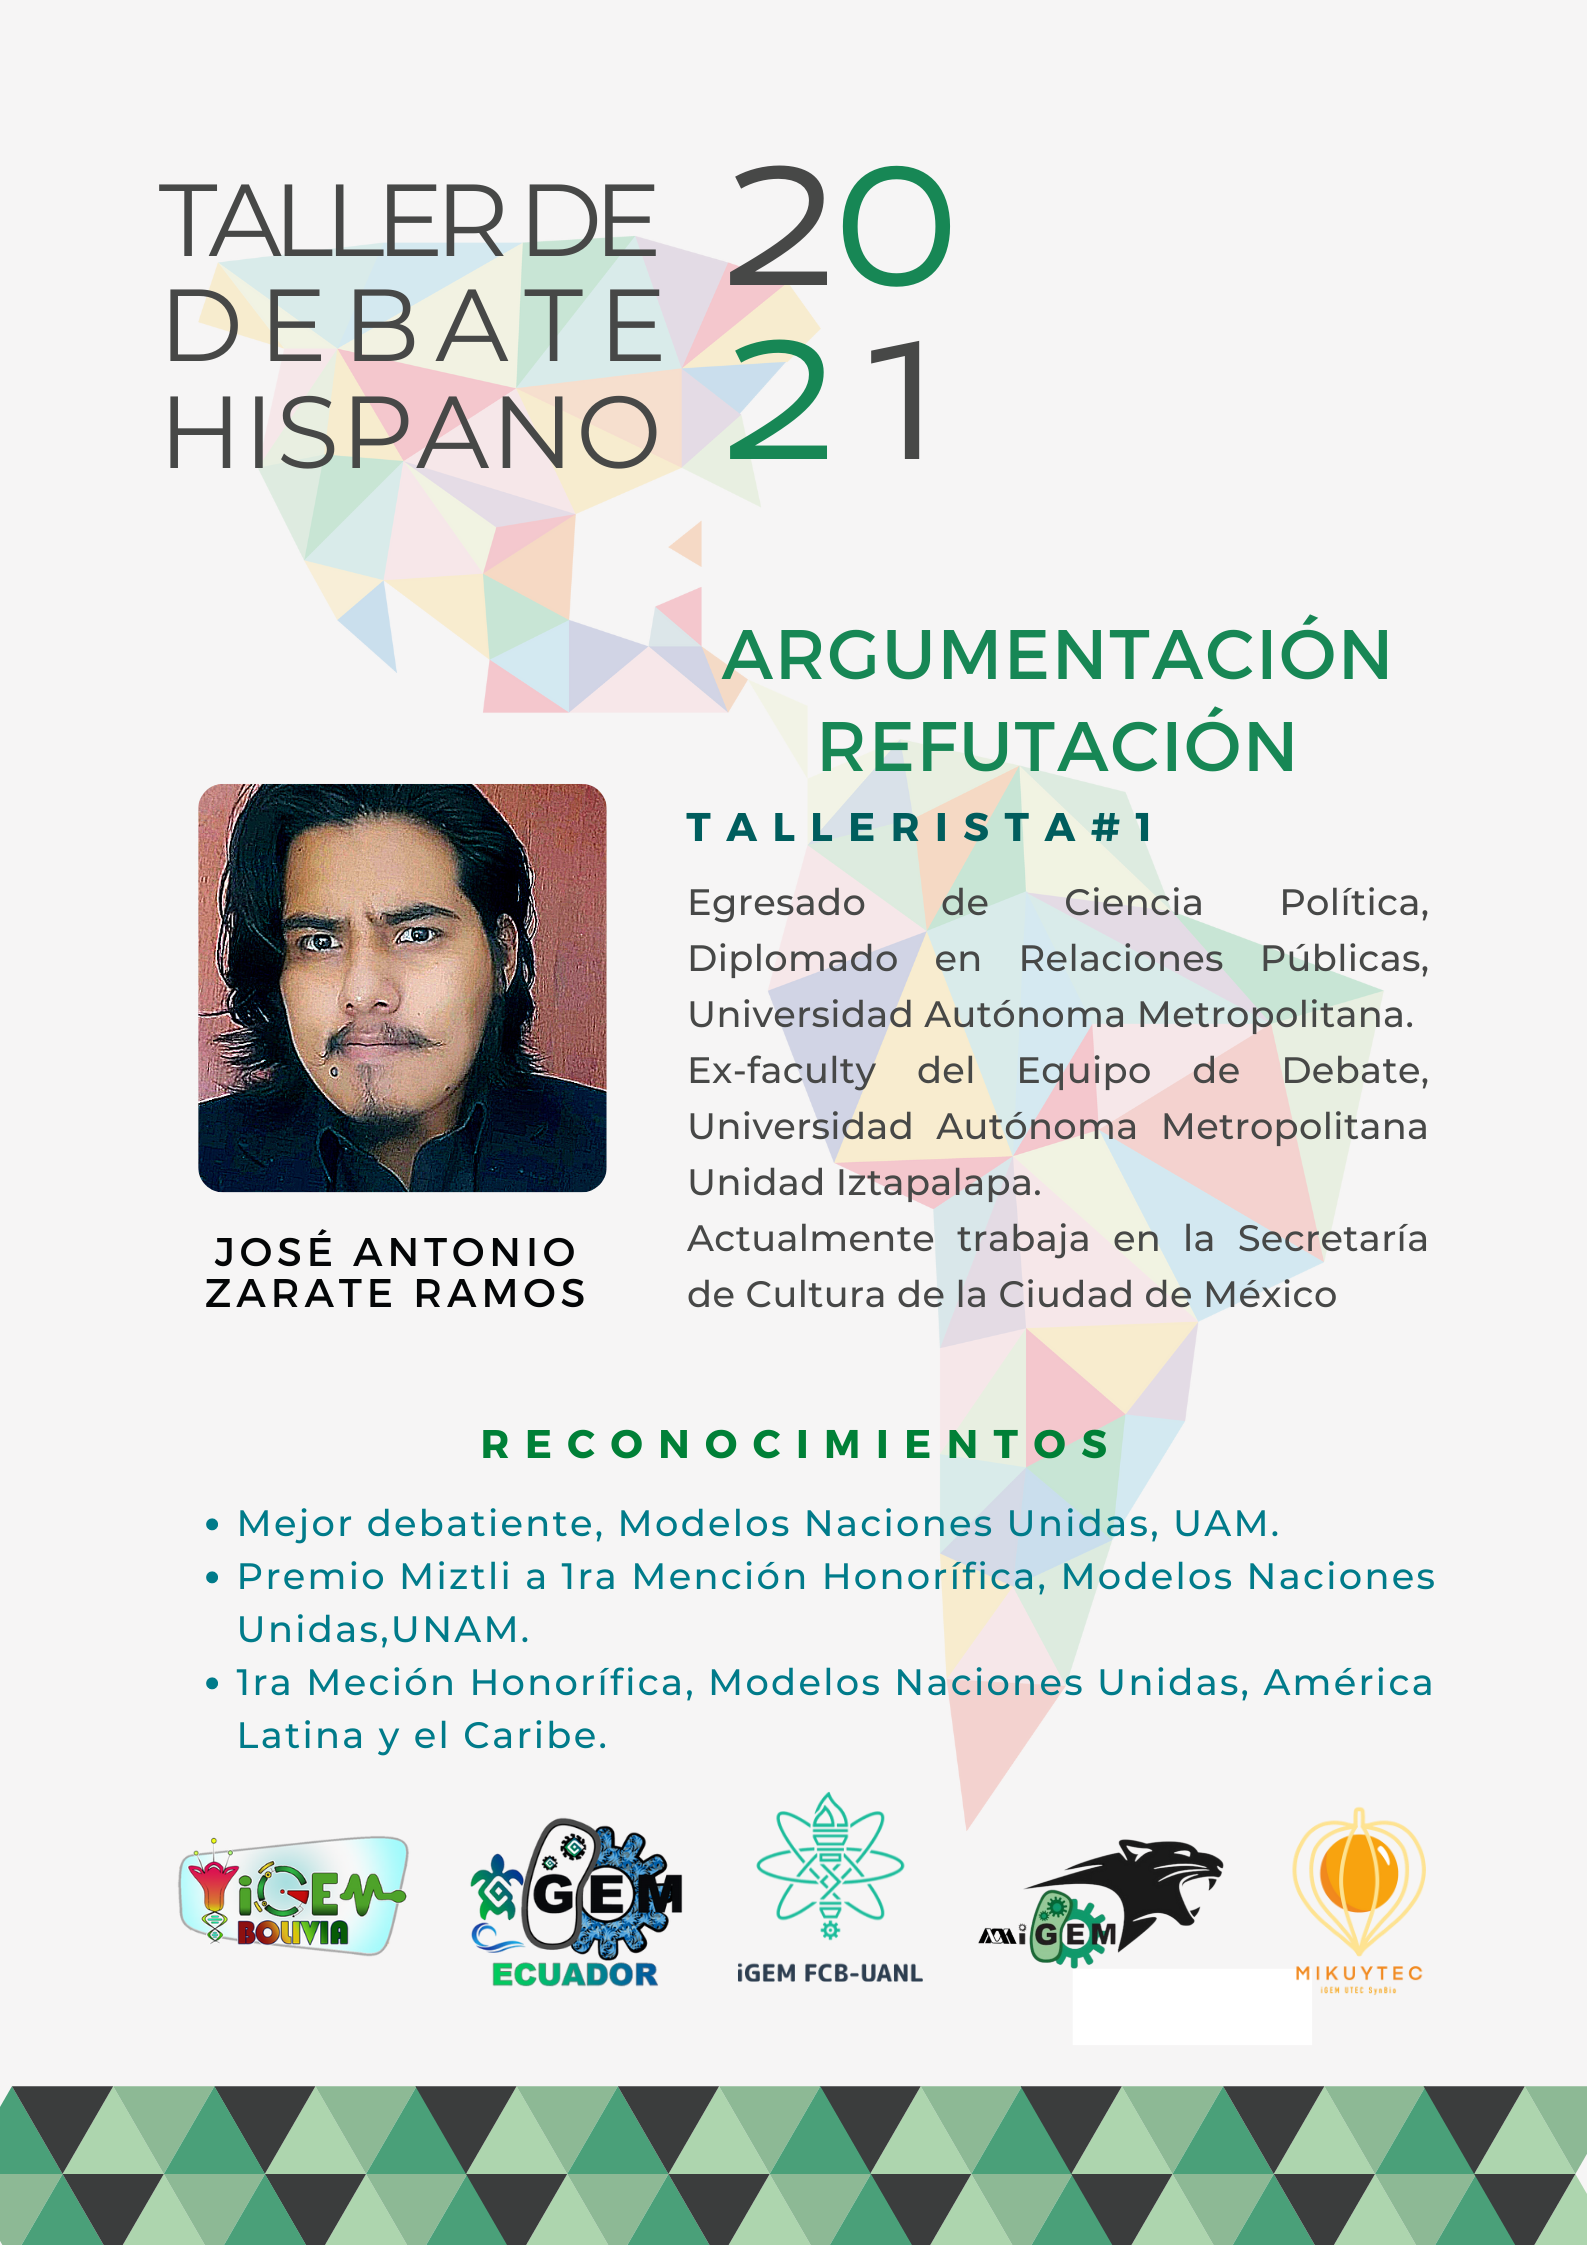 TALLER DE
DEBATE
HISPANO
20
21
ARGUMENTACIÓN
REFUTACIÓN
TALLERISTA#1
Egresado de Ciencia Política,
Diplomado en Relaciones Públicas,
Universidad Autónoma Metropolitana.
Ex-faculty del Equipo de Debate,
Universidad Autónoma Metropolitana
Unidad Iztapalapa.
Actualmente trabaja en la Secretaría
de Cultura de la Ciudad de México
JOSÉ ANTONIO
ZARATE RAMOS
RECONOCIMIENTOS
• Mejor debatiente, Modelos Naciones Unidas, UAM.
• Premio Miztli a 1ra Mención Honorífica, Modelos Naciones
Unidas,UNAM.
• 1ra Meción Honorífica, Modelos Naciones Unidas, América
Latina y el Caribe.
iGEM
BOLIVIA
iGEM
ECUADOR
iGEM FCB-UANL
iGEM
MIKUYTEC
iGEM UTEC SynBio